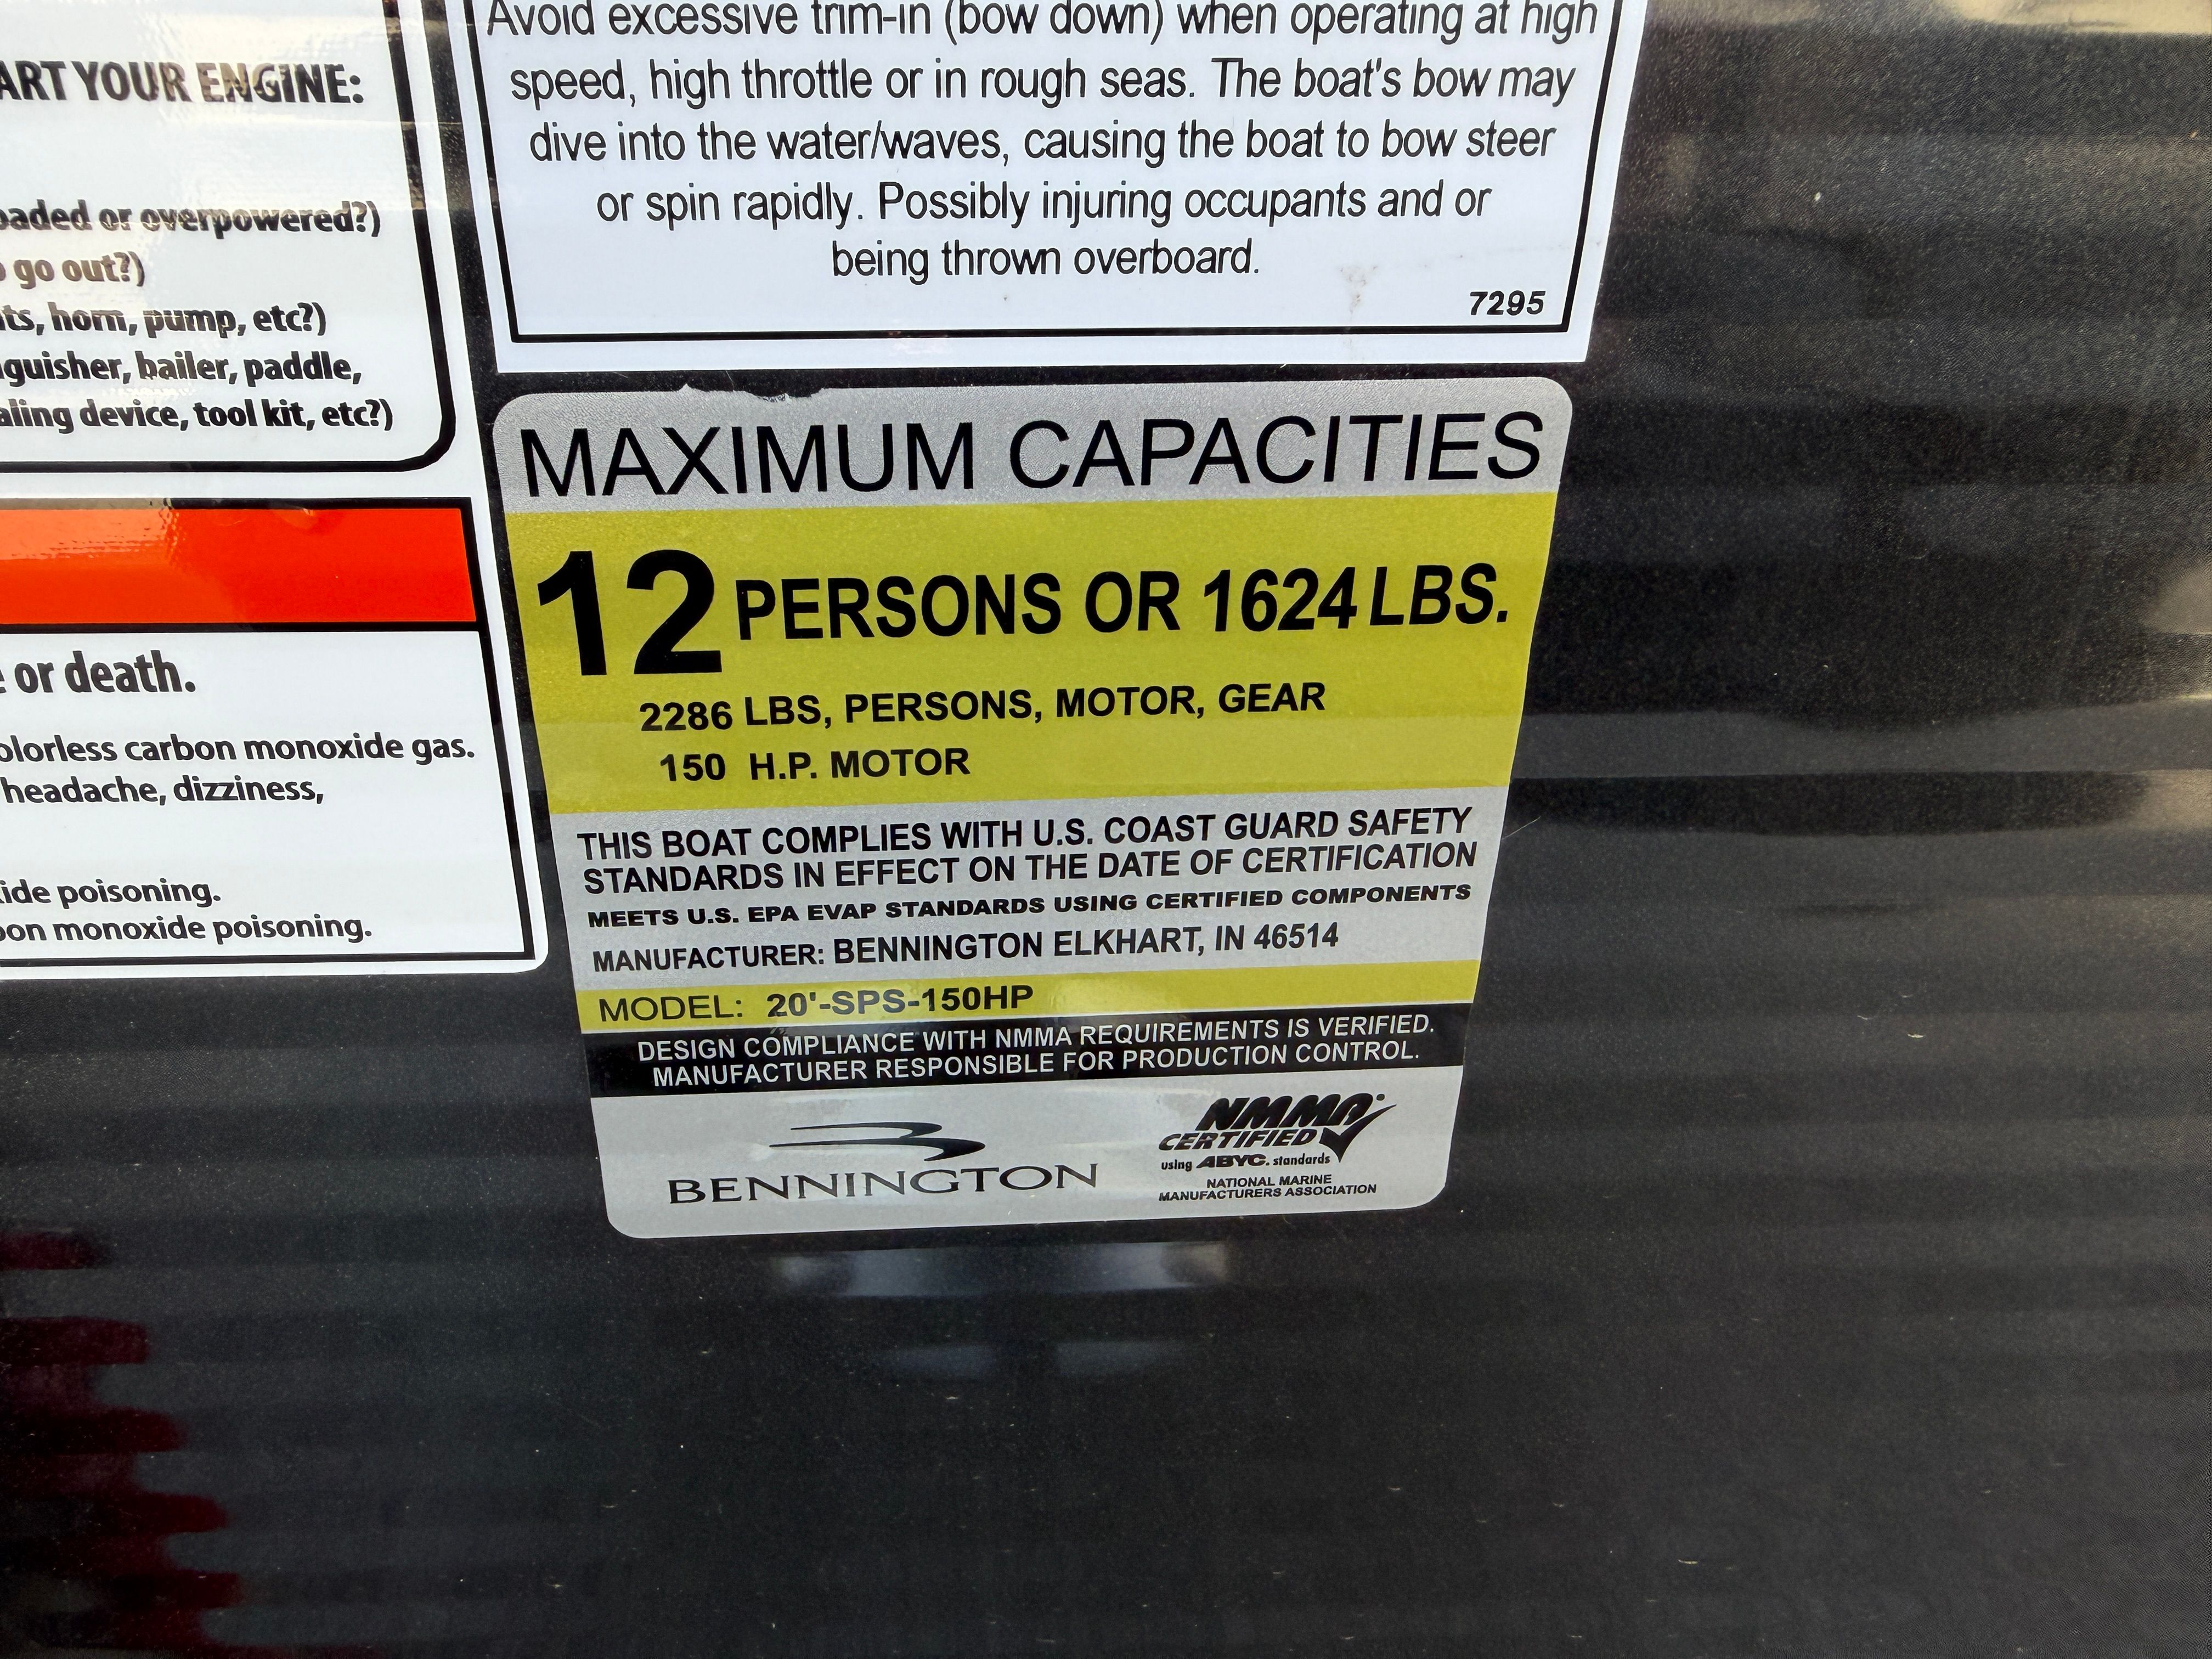 ART YOUR ENGINE:
oaded or overpowered?)
go out?)
ts, horn, pump, etc?)
guisher, bailer, paddle,
aling device, tool kit, etc?)
or death.
olorless carbon monoxide gas.
headache, dizziness,
ide poisoning.
on monoxide poisoning.
Avoid excessive trim-in (bow down) when operating at high
speed, high throttle or in rough seas. The boat's bow may
dive into the water/waves, causing the boat to bow steer
or spin rapidly. Possibly injuring occupants and or
being thrown overboard.
7295
MAXIMUM CAPACITIES
12 PERSONS OR 1624 LBS.
2286 LBS, PERSONS, MOTOR, GEAR
150 H.P. MOTOR
THIS BOAT COMPLIES WITH U.S. COAST GUARD SAFETY
STANDARDS IN EFFECT ON THE DATE OF CERTIFICATION
MEETS U.S. EPA EVAP STANDARDS USING CERTIFIED COMPONENTS
MANUFACTURER: BENNINGTON ELKHART, IN 46514
MODEL: 20'-SPS-150HP
DESIGN COMPLIANCE WITH NMMA REQUIREMENTS IS VERIFIED.
MANUFACTURER RESPONSIBLE FOR PRODUCTION CONTROL.
BENNINGTON
NMMA
CERTIFIED
using ABYC. standards
NATIONAL MARINE
MANUFACTURERS ASSOCIATION